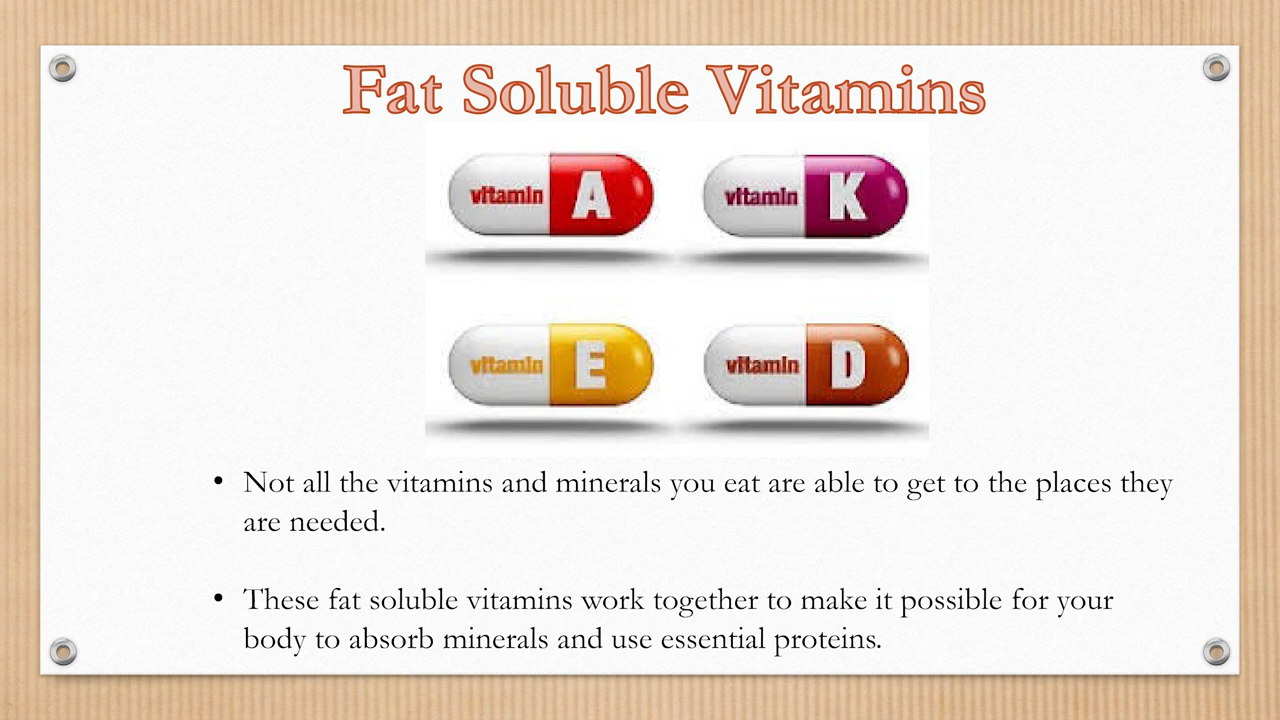 Fat Soluble Vitamins
vitamin A
vitamin K
vitamin E
vitamin D
• Not all the vitamins and minerals you eat are able to get to the places they
are needed.
• These fat soluble vitamins work together to make it possible for your
body to absorb minerals and use essential proteins.